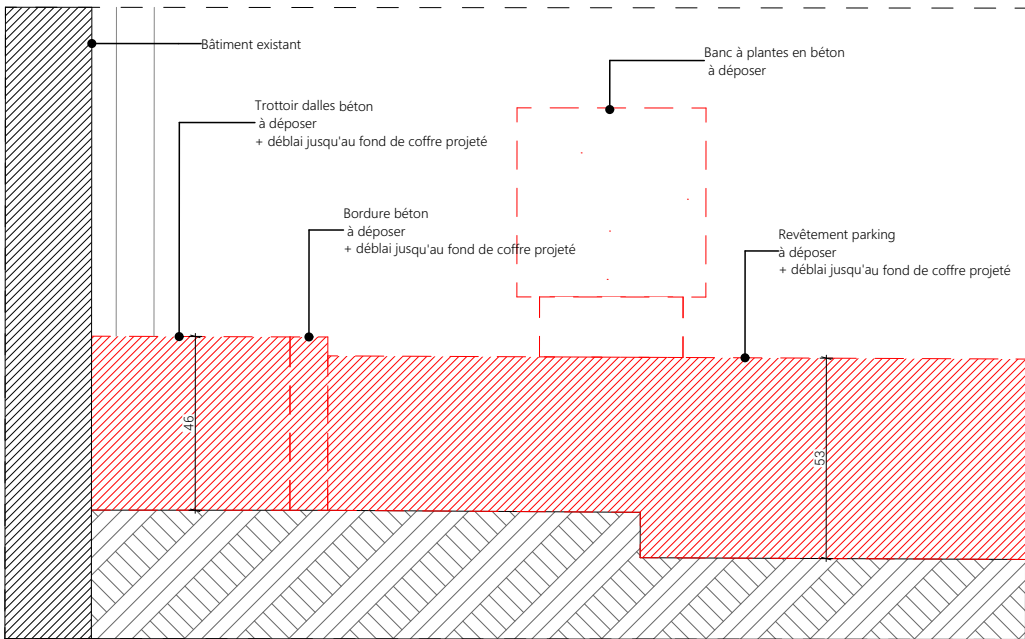 Bâtiment existant
Banc à plantes en béton
à déposer
Trottoir dalles béton
à déposer
+ déblai jusqu'au fond de coffre projeté
Bordure béton
à déposer
+ déblai jusqu'au fond de coffre projeté
Revêtement parking
à déposer
+ déblai jusqu'au fond de coffre projeté
46
53